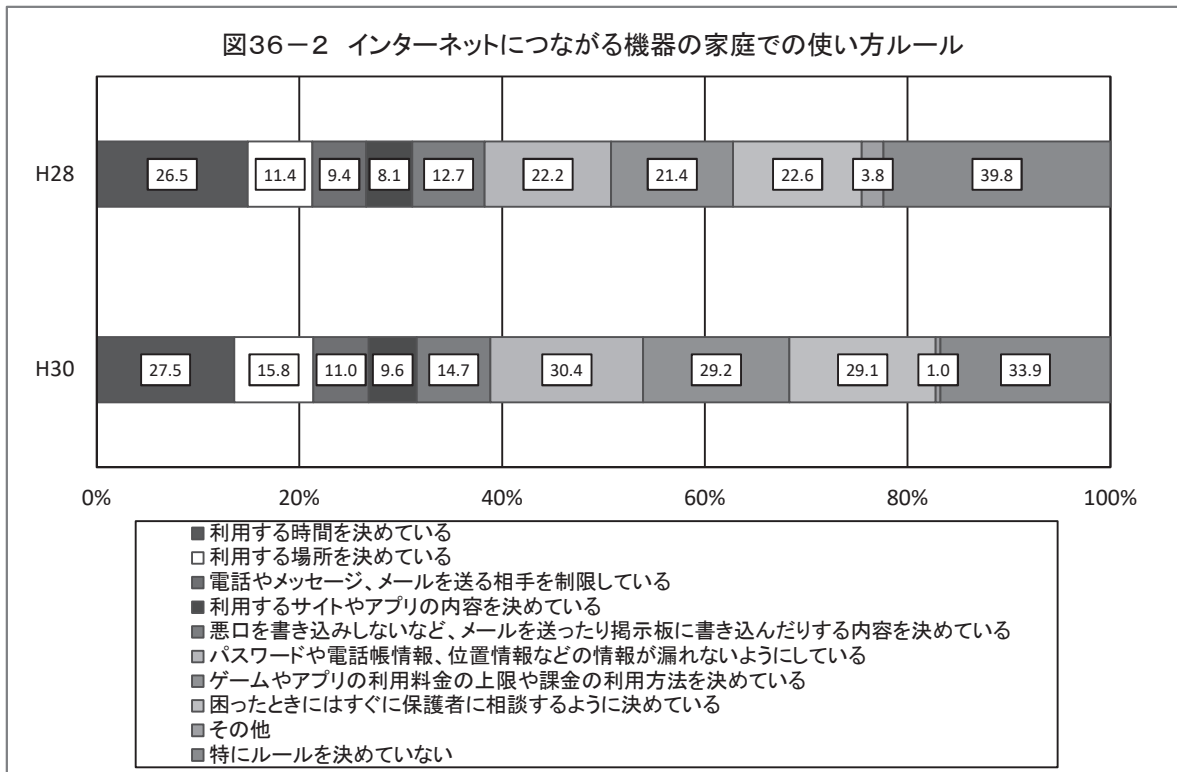 図36－2 インターネットにつながる機器の家庭での使い方ルール
H28
26.5
11.4
9.4
8.1
12.7
22.2
21.4
22.6
3.8
39.8
H30
27.5
15.8
11.0
9.6
14.7
30.4
29.2
29.1
1.0
33.9
0%
20%
40%
60%
80%
100%
利用する時間を決めている
利用する場所を決めている
電話やメッセージ、メールを送る相手を制限している
利用するサイトやアプリの内容を決めている
悪口を書き込みしないなど、メールを送ったり掲示板に書き込んだりする内容を決めている
パスワードや電話帳情報、位置情報などの情報が漏れないようにしている
ゲームやアプリの利用料金の上限や課金の利用方法を決めている
困ったときにはすぐに保護者に相談するように決めている
その他
特にルールを決めていない